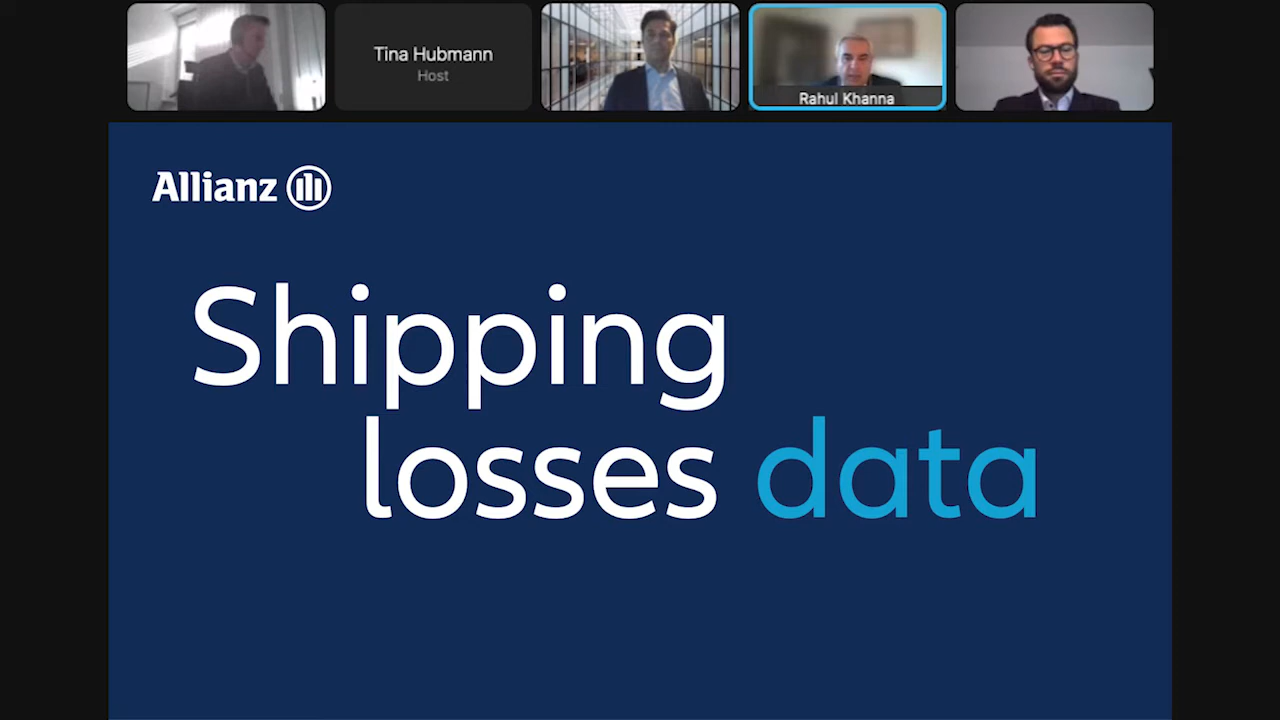 Tina Hubmann
Host
Rahul Khanna
Allianz
Shipping
losses data